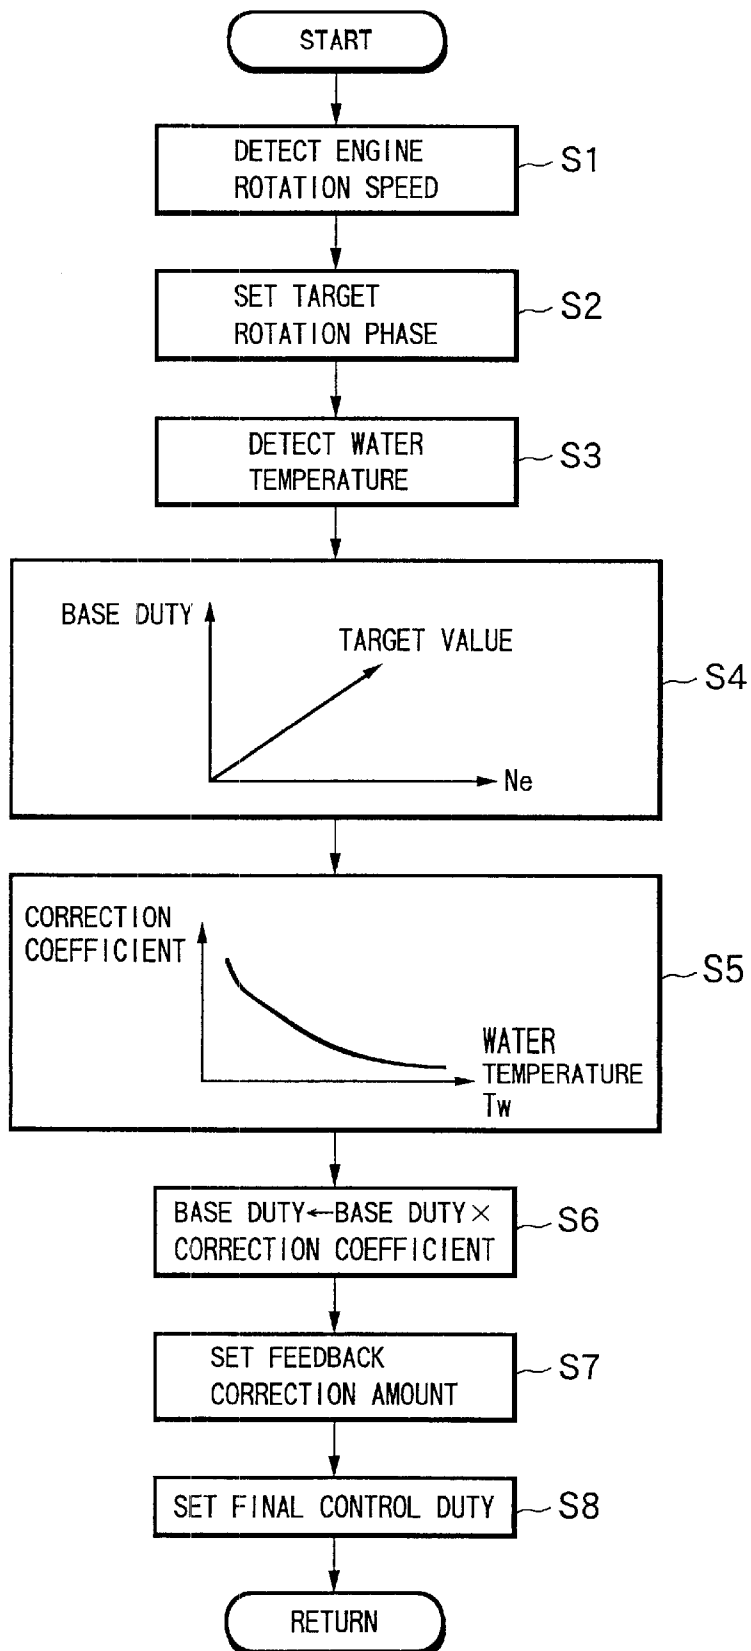 START
DETECT ENGINE
ROTATION SPEED
S1
SET TARGET
ROTATION PHASE
S2
DETECT WATER
TEMPERATURE
S3
BASE DUTY
TARGET VALUE
Ne
S4
CORRECTION
COEFFICIENT
WATER
TEMPERATURE
Tw
S5
BASE DUTY←BASE DUTY×
CORRECTION COEFFICIENT
S6
SET FEEDBACK
CORRECTION AMOUNT
S7
SET FINAL CONTROL DUTY
S8
RETURN